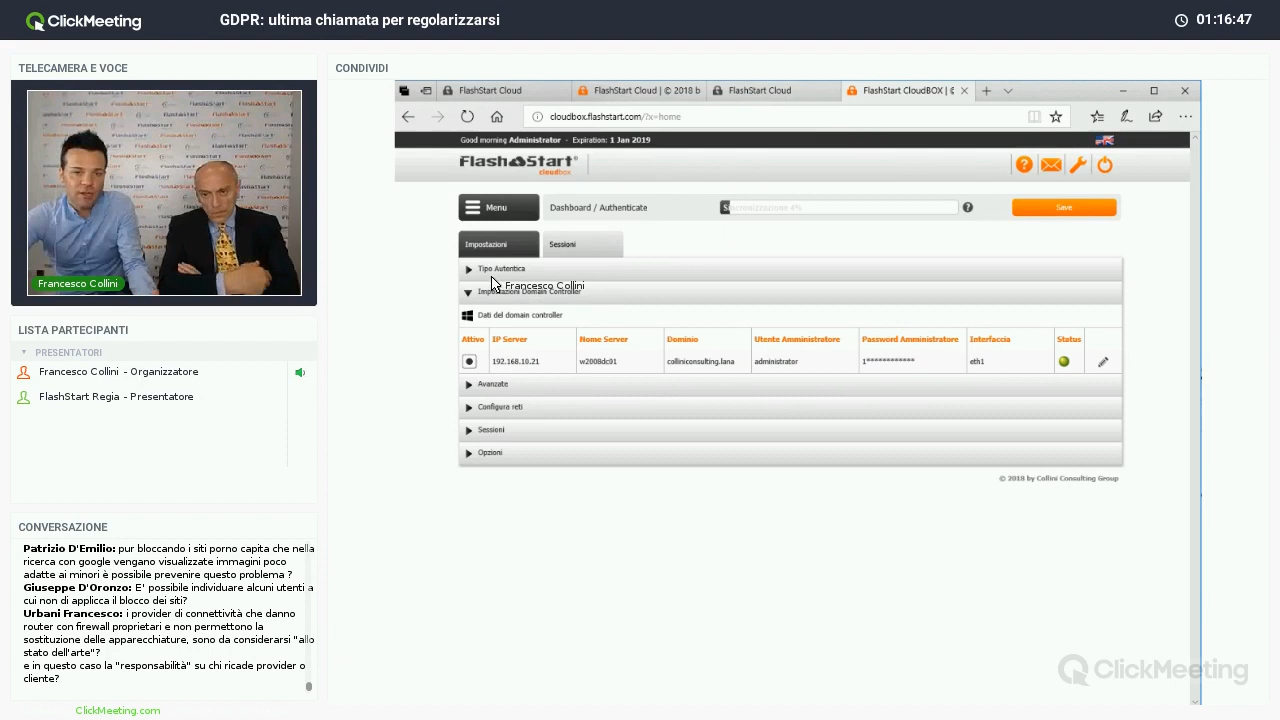 ClickMeeting
GDPR: ultima chiamata per regolarizzarsi
01:16:47
TELECAMERA E VOCE
Francesco Collini
LISTA PARTECIPANTI
PRESENTATORI
Francesco Collini - Organizzatore
FlashStart Regia - Presentatore
CONVERSAZIONE
Patrizio D'Emilio: pur bloccando i siti porno capita che nella
ricerca con google vengano visualizzate immagini poco
adatte ai minori è possibile prevenire questo problema ?
Giuseppe D'Oronzo: E' possibile individuare alcuni utenti a
cui non di applicca il blocco dei siti?
Urbani Francesco: i provider di connettività che danno
router con firewall proprietari e non permettono la
sostituzione delle apparecchiature, sono da considerarsi "allo
stato dell'arte"?
e in questo caso la "responsabilità" su chi ricade provider o
cliente?
ClickMeeting.com
CONDIVIDI
FlashStart Cloud
FlashStart Cloud | © 2018 b
FlashStart Cloud
FlashStart CloudBOX | ©
cloudbox.flashstart.com/?x=home
Good morning Administrator - Expiration: 1 Jan 2019
FlashStart
cloudbox
Menu
Dashboard / Authenticate
Save
Impostazioni
Sessioni
Tipo Autentica
Francesco Collini
Impostazioni Domain Controller
Dati del domain controller
Attivo IP Server Nome Server Dominio Utente Amministratore Password Amministratore Interfaccia Status
192.168.10.21 w2008dc01 colliniconsulting.lana administrator 1************ eth1
Avanzate
Configura reti
Sessioni
Opzioni
© 2018 by Collini Consulting Group
ClickMeeting